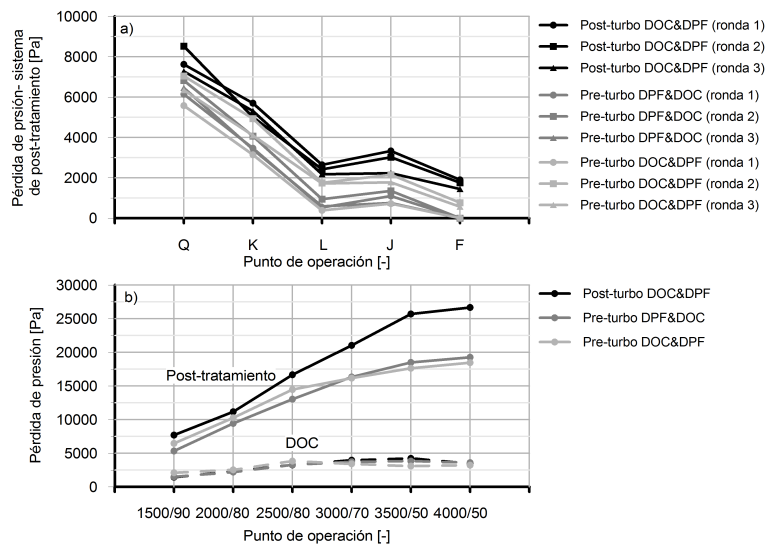 a)
Pérdida de prsión- sistema
de post-tratamiento [Pa]
10000
8000
6000
4000
2000
0
Q K L J F
Punto de operación [-]
Post-turbo DOC&DPF (ronda 1)
Post-turbo DOC&DPF (ronda 2)
Post-turbo DOC&DPF (ronda 3)
Pre-turbo DPF&DOC (ronda 1)
Pre-turbo DPF&DOC (ronda 2)
Pre-turbo DPF&DOC (ronda 3)
Pre-turbo DOC&DPF (ronda 1)
Pre-turbo DOC&DPF (ronda 2)
Pre-turbo DOC&DPF (ronda 3)
b)
Pérdida de presión [Pa]
30000
25000
20000
15000
10000
5000
0
Post-tratamiento
DOC
1500/90 2000/80 2500/80 3000/70 3500/50 4000/50
Punto de operación [-]
Post-turbo DOC&DPF
Pre-turbo DPF&DOC
Pre-turbo DOC&DPF